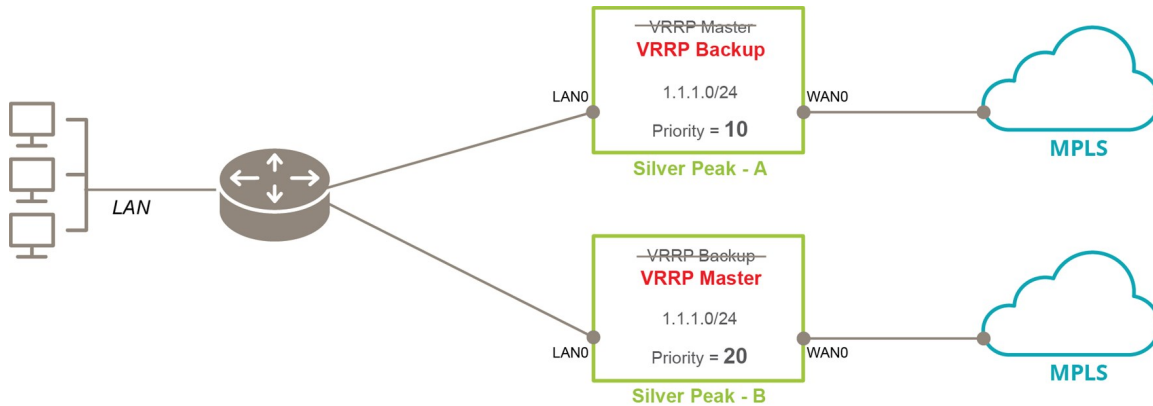 VRRP Master
VRRP Backup
LAN0
1.1.1.0/24
WAN0
Priority = 10
Silver Peak - A
MPLS
LAN
VRRP Backup
VRRP Master
1.1.1.0/24
LAN0
Priority = 20
WAN0
Silver Peak - B
MPLS